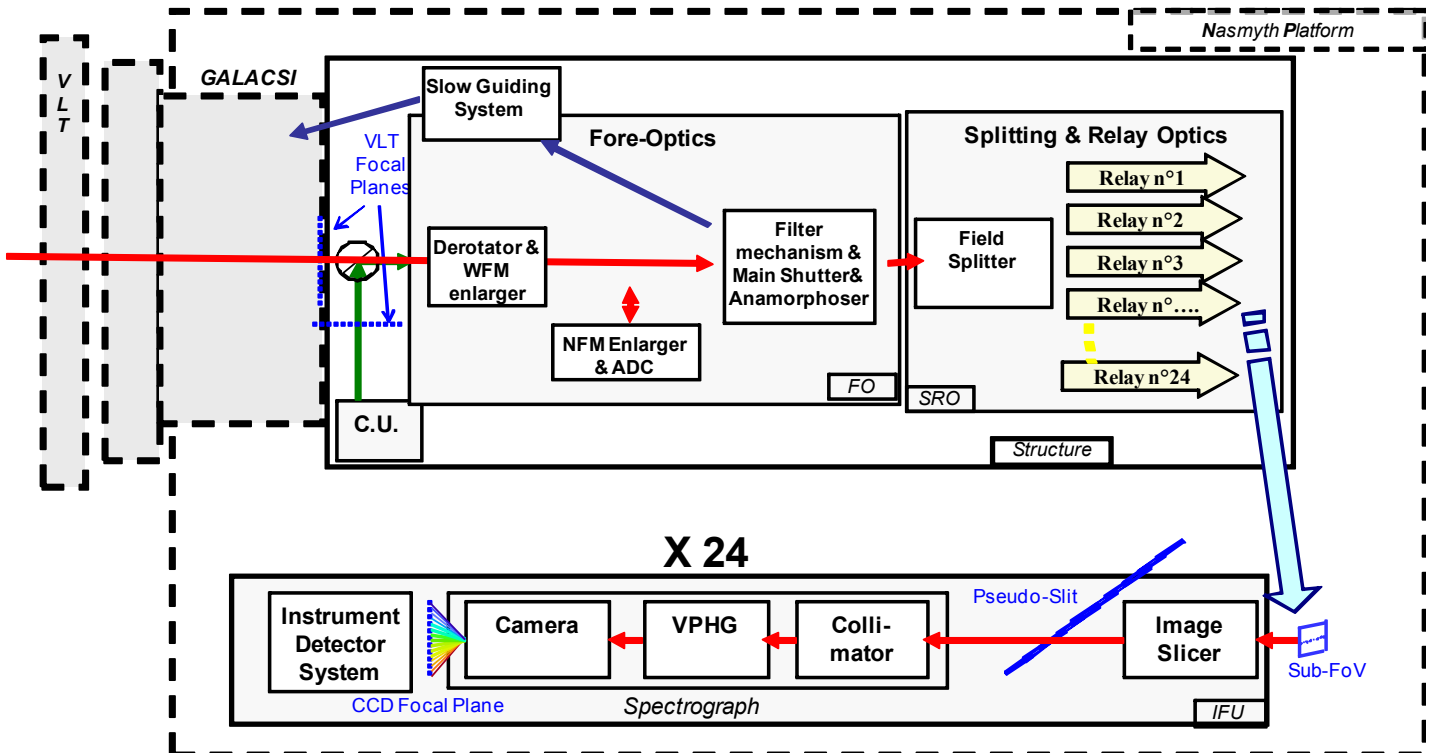 Nasmyth Platform
V
L
T
GALACSI
Slow Guiding
System
VLT
Focal
Planes
Fore-Optics
Derotator &
WFM
enlarger
NFM Enlarger
& ADC
Filter
mechanism &
Main Shutter&
Anamorphoser
FO
C.U.
Splitting & Relay Optics
Field
Splitter
Relay n°1
Relay n°2
Relay n°3
Relay n°….
Relay n°24
SRO
Structure
X 24
Instrument
Detector
System
CCD Focal Plane
Camera
VPHG
Colli-
mator
Spectrograph
Pseudo-Slit
Image
Slicer
Sub-FoV
IFU